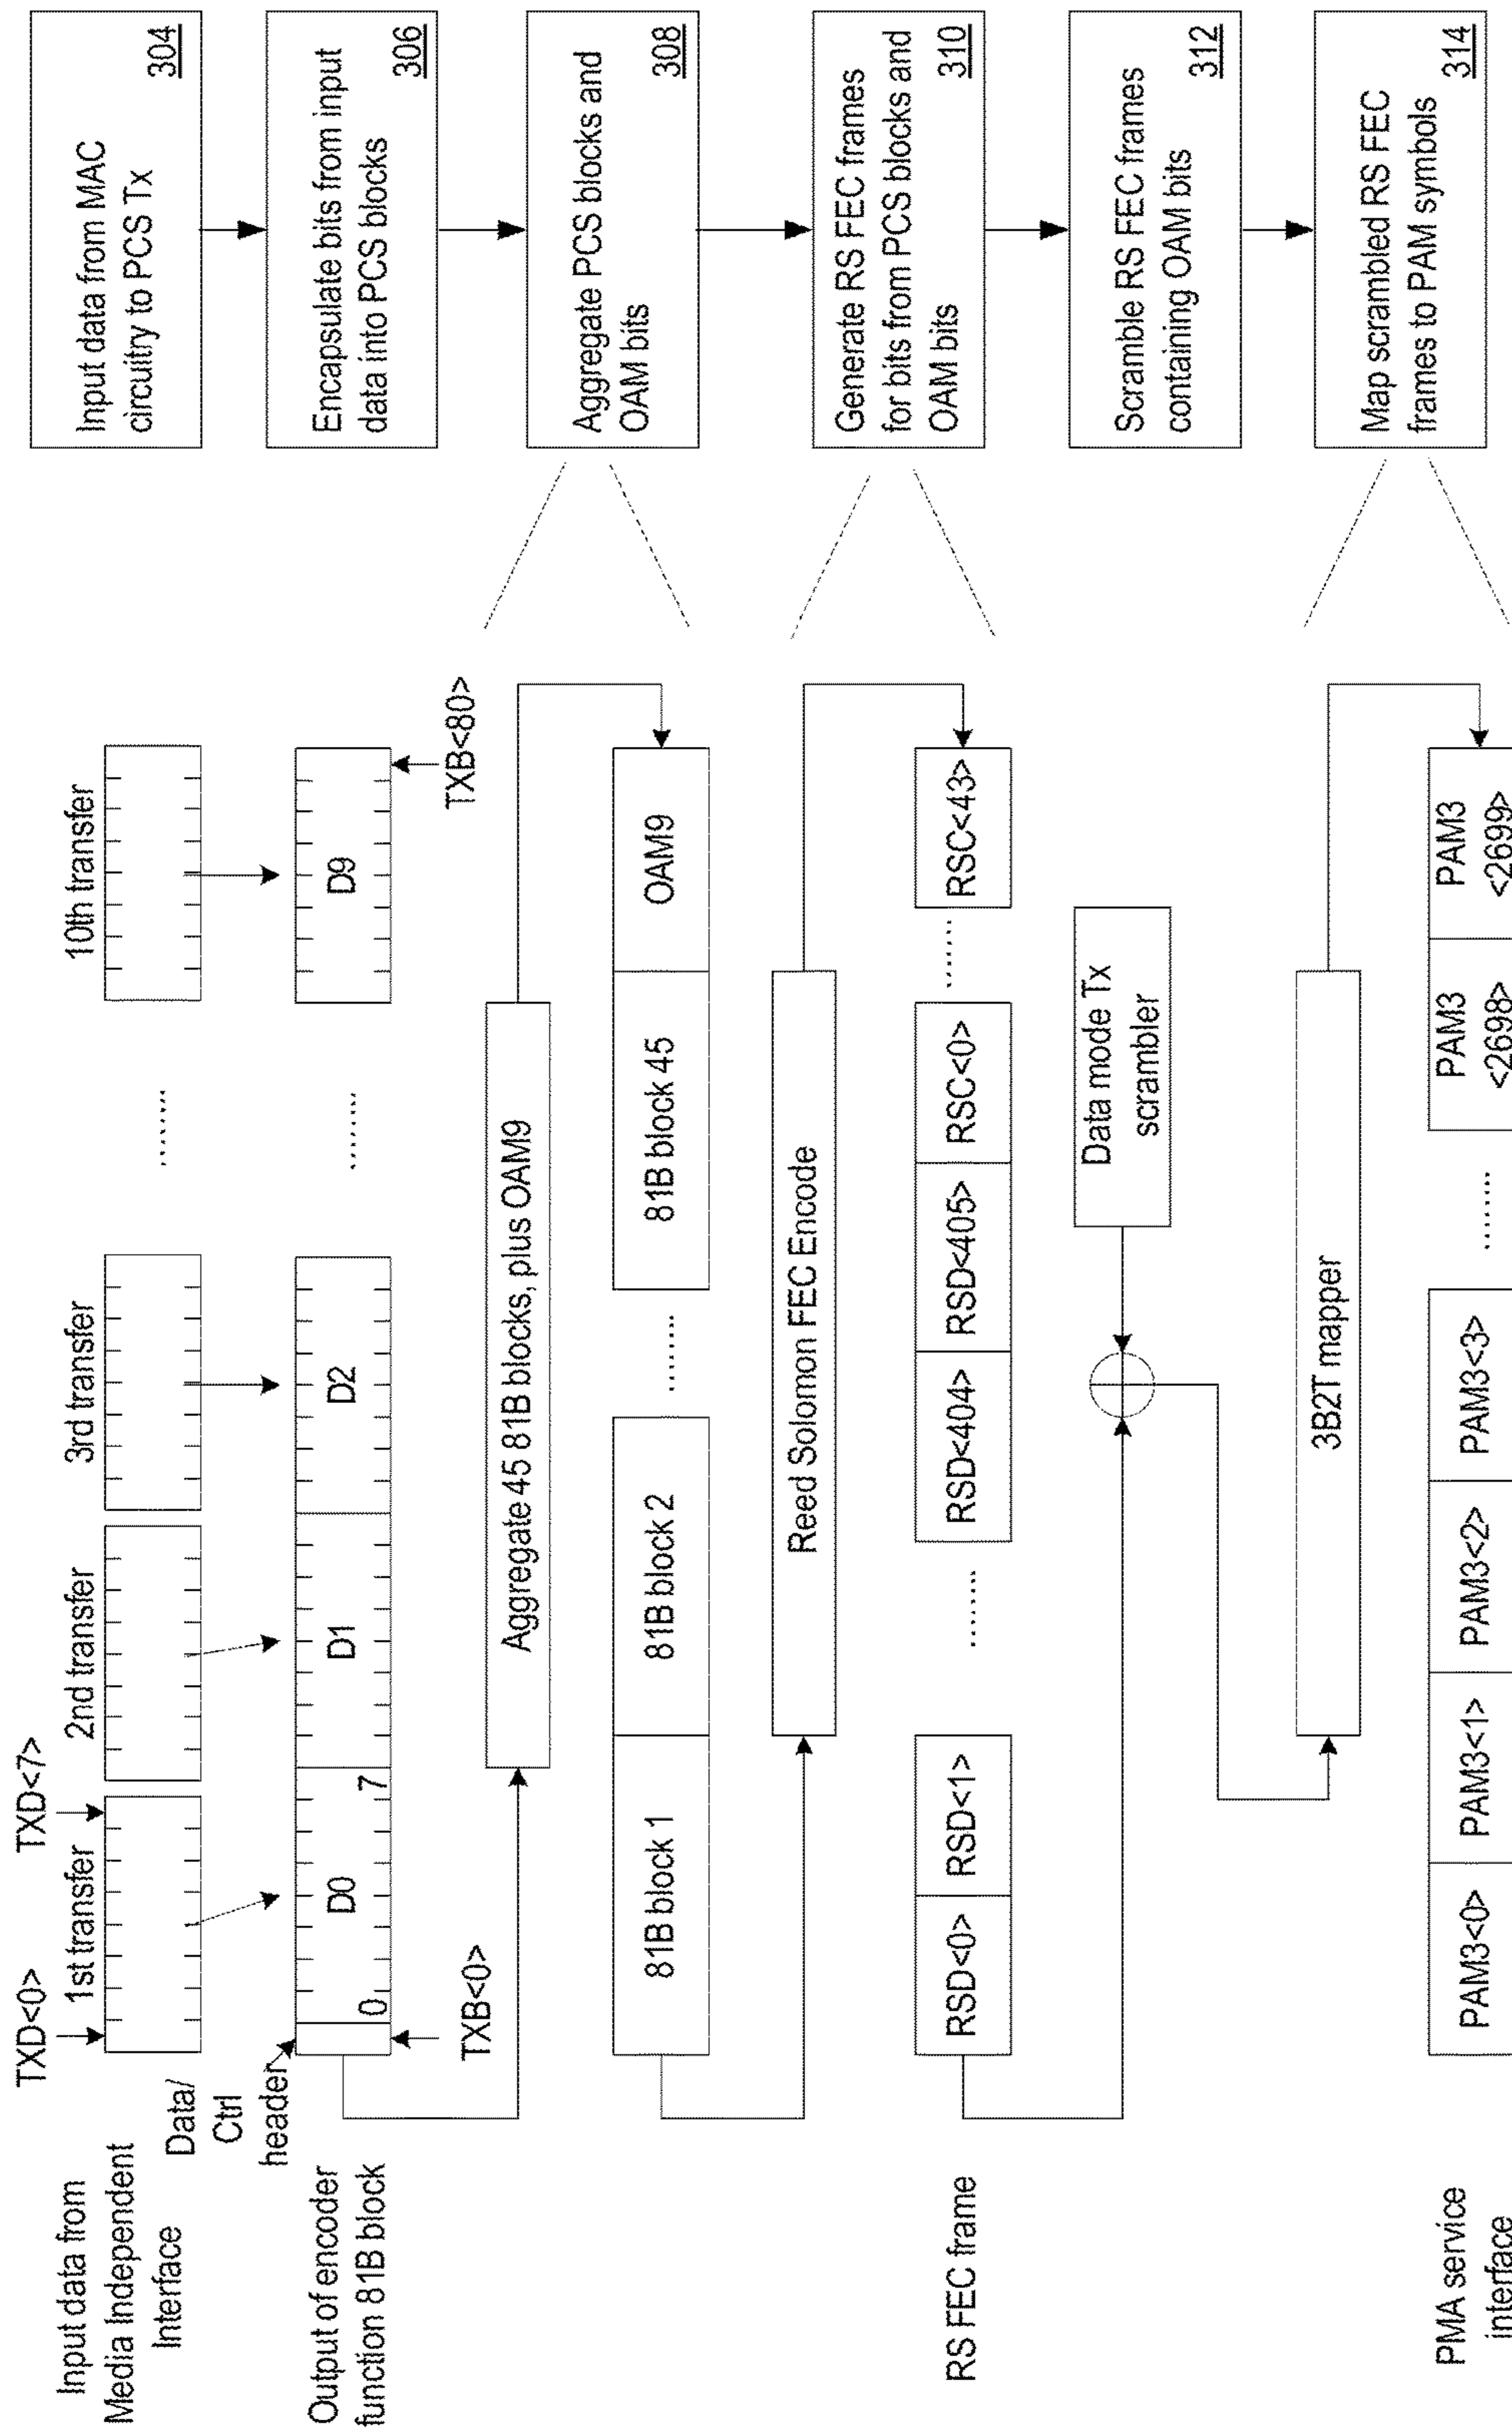 TXD<0>
TXD<7>
Input data from
Media Independent
Interface
1st transfer
2nd transfer
3rd transfer
.......
10th transfer
Data/
Ctrl
header
Output of encoder
function 81B block
0
D0
7
D1
D2
.......
D9
TXB<0>
TXB<80>
Aggregate 45 81B blocks, plus OAM9
81B block 1
81B block 2
.......
81B block 45
OAM9
Reed Solomon FEC Encode
RS FEC frame
RSD<0>
RSD<1>
.......
RSD<404>
RSD<405>
RSC<0>
.......
RSC<43>
Data mode Tx
scrambler
3B2T mapper
PMA service
interface
PAM3<0>
PAM3<1>
PAM3<2>
PAM3<3>
.......
PAM3
<2698>
PAM3
<2699>
Input data from MAC
circuitry to PCS Tx
304
Encapsulate bits from input
data into PCS blocks
306
Aggregate PCS blocks and
OAM bits
308
Generate RS FEC frames
for bits from PCS blocks and
OAM bits
310
Scramble RS FEC frames
containing OAM bits
312
Map scrambled RS FEC
frames to PAM symbols
314